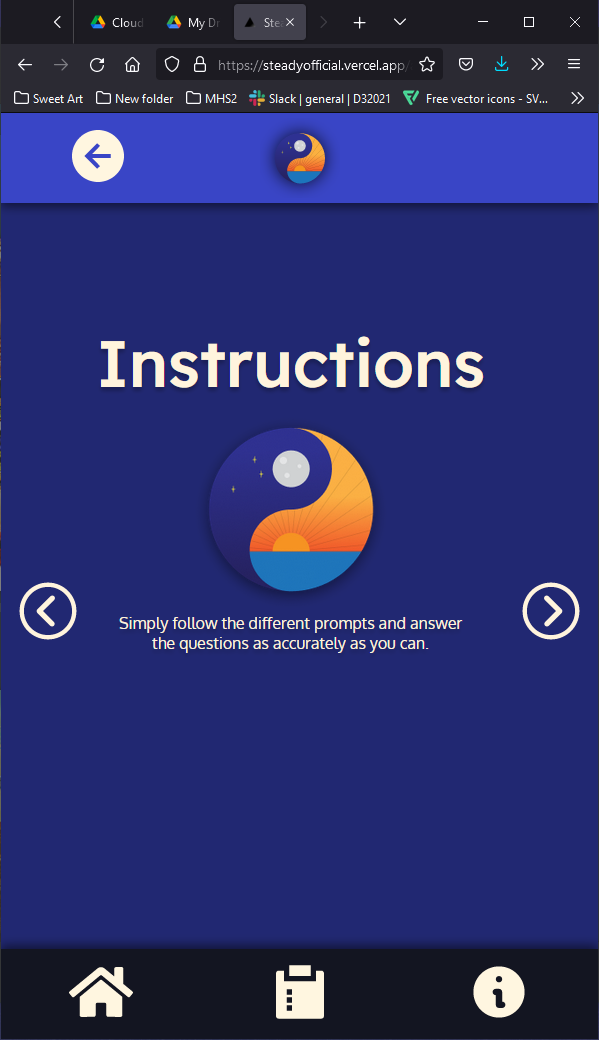 Cloud
My Dr
Ste
https://steadyofficial.vercel.app/
Sweet Art
New folder
MHS2
Slack | general | D32021
Free vector icons - SV...
Instructions
Simply follow the different prompts and answer
the questions as accurately as you can.